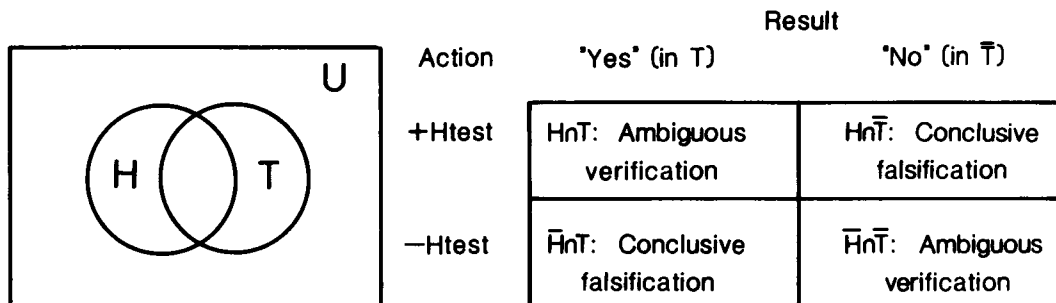 Result
Action "Yes" (in T) "No" (in T̅)
U
H T
+Htest H∩T: Ambiguous verification H∩T̅: Conclusive falsification
−Htest H̅∩T: Conclusive falsification H̅∩T̅: Ambiguous verification